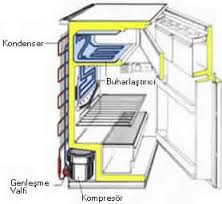 Kondenser
Buharlaştırıcı
Genleşme
Valfi
Kompresör